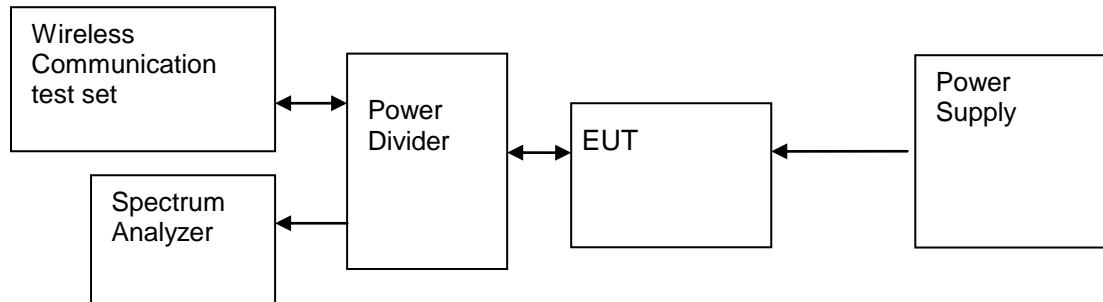 Wireless
Communication
test set
Power
Divider
EUT
Power
Supply
Spectrum
Analyzer